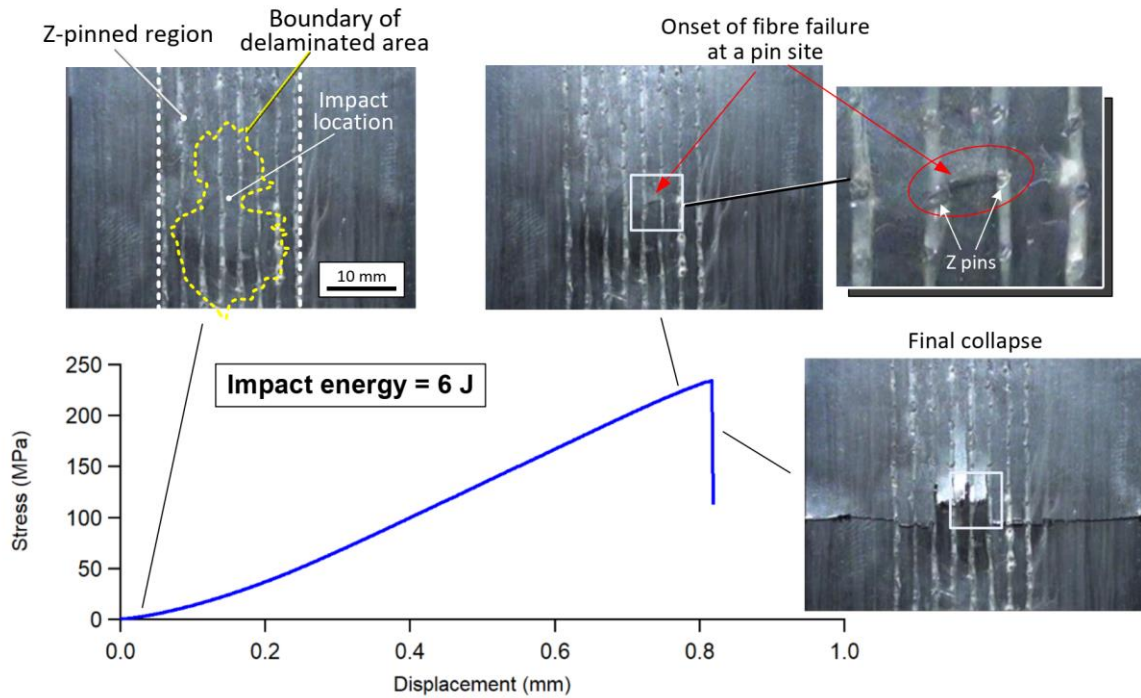 Z-pinned region
Boundary of
delaminated area
Impact
location
10 mm
Onset of fibre failure
at a pin site
Z pins
Final collapse
Impact energy = 6 J
Stress (MPa)
250
200
150
100
50
0
0.0
0.2
0.4
0.6
0.8
1.0
Displacement (mm)